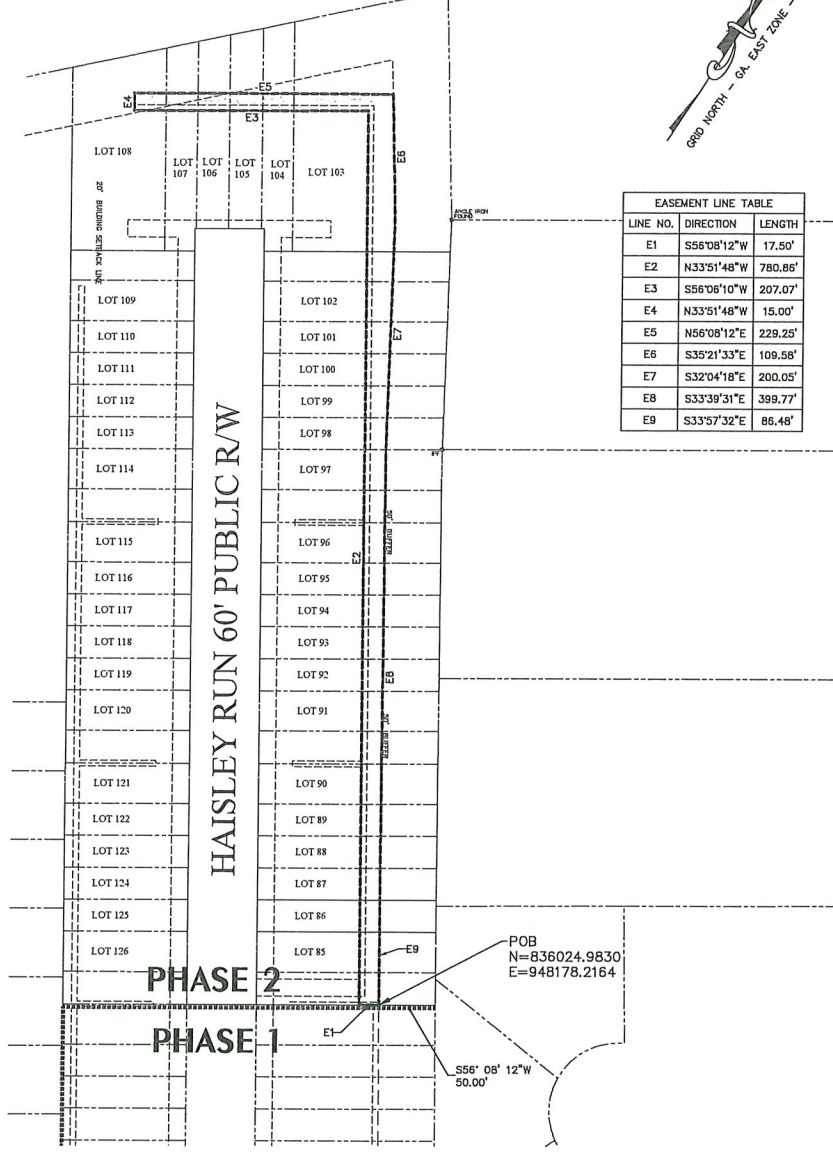 GRID NORTH - GA. EAST ZONE -
E5
E4
E3
E6
LOT 108
LOT 107
LOT 106
LOT 105
LOT 104
LOT 103
20' BUILDING SETBACK LINE
ANGLE IRON
FOUND
EASEMENT LINE TABLE
LINE NO. DIRECTION LENGTH
E1 S56°08'12"W 17.50'
E2 N33°51'48"W 780.86'
E3 S56°06'10"W 207.07'
E4 N33°51'48"W 15.00'
E5 N56°08'12"E 229.25'
E6 S35°21'33"E 109.58'
E7 S32°04'18"E 200.05'
E8 S33°39'31"E 399.77'
E9 S33°57'32"E 86.48'
LOT 109
LOT 102
LOT 110
LOT 101
E7
LOT 111
LOT 100
LOT 112
LOT 99
LOT 113
LOT 98
LOT 114
LOT 97
HAISLEY RUN 60' PUBLIC R/W
LOT 115
LOT 96
50' BUFFER
E2
LOT 116
LOT 95
LOT 117
LOT 94
LOT 118
LOT 93
LOT 119
LOT 92
E8
LOT 120
LOT 91
50' BUFFER
LOT 121
LOT 90
LOT 122
LOT 89
LOT 123
LOT 88
LOT 124
LOT 87
LOT 125
LOT 86
LOT 126
LOT 85
E9
POB
N=836024.9830
E=948178.2164
PHASE 2
PHASE 1
E1
S56° 08' 12"W
50.00'